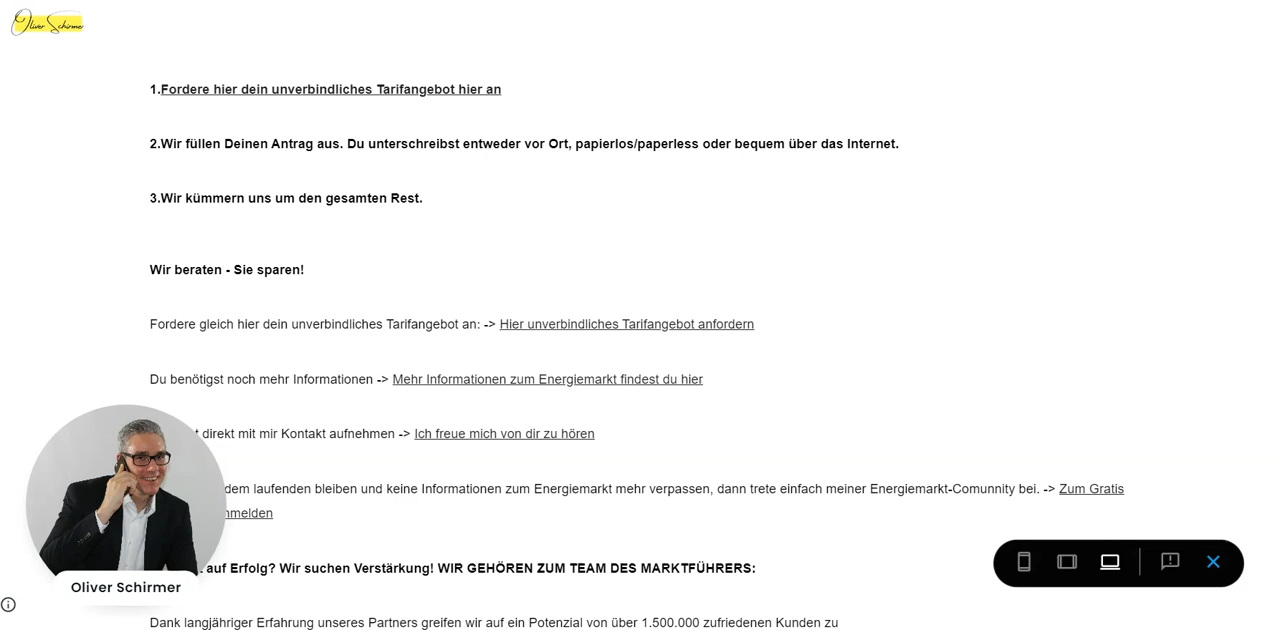 Oliver Schirmer
1.Fordere hier dein unverbindliches Tarifangebot hier an
2.Wir füllen Deinen Antrag aus. Du unterschreibst entweder vor Ort, papierlos/paperless oder bequem über das Internet.
3.Wir kümmern uns um den gesamten Rest.
Wir beraten - Sie sparen!
Fordere gleich hier dein unverbindliches Tarifangebot an: -> Hier unverbindliches Tarifangebot anfordern
Du benötigst noch mehr Informationen -> Mehr Informationen zum Energiemarkt findest du hier
direkt mit mir Kontakt aufnehmen -> Ich freue mich von dir zu hören
dem laufenden bleiben und keine Informationen zum Energiemarkt mehr verpassen, dann trete einfach meiner Energiemarkt-Comunnity bei. -> Zum Gratis
auf Erfolg? Wir suchen Verstärkung! WIR GEHÖREN ZUM TEAM DES MARKTFÜHRERS:
Oliver Schirmer
Dank langjähriger Erfahrung unseres Partners greifen wir auf ein Potenzial von über 1.500.000 zufriedenen Kunden zu